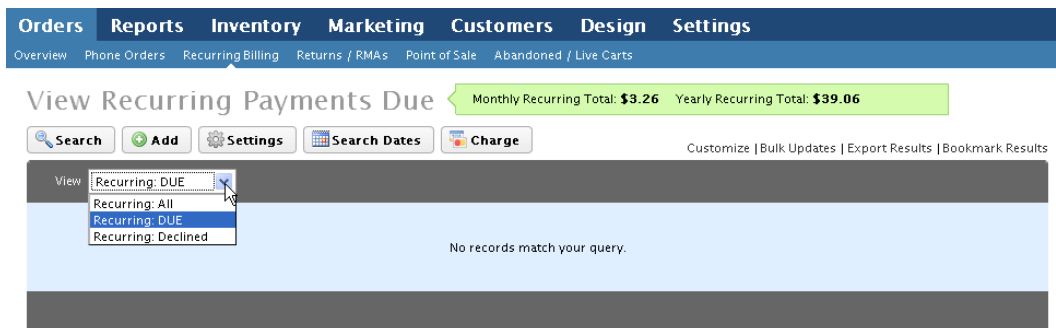 Orders Reports Inventory Marketing Customers Design Settings
Overview Phone Orders Recurring Billing Returns / RMAs Point of Sale Abandoned / Live Carts
View Recurring Payments Due Monthly Recurring Total: $3.26 Yearly Recurring Total: $39.06
Search Add Settings Search Dates Charge
Customize | Bulk Updates | Export Results | Bookmark Results
View Recurring: DUE
Recurring: All
Recurring: DUE
Recurring: Declined
No records match your query.